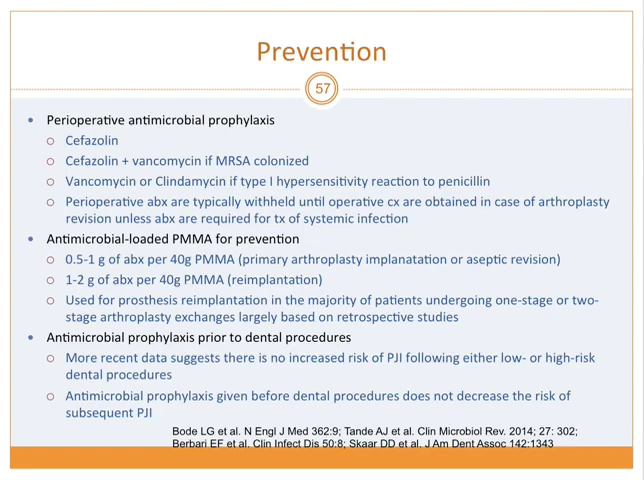 Prevention
57
• Perioperative antimicrobial prophylaxis
○ Cefazolin
○ Cefazolin + vancomycin if MRSA colonized
○ Vancomycin or Clindamycin if type I hypersensitivity reaction to penicillin
○ Perioperative abx are typically withheld until operative cx are obtained in case of arthroplasty
revision unless abx are required for tx of systemic infection
• Antimicrobial-loaded PMMA for prevention
○ 0.5-1 g of abx per 40g PMMA (primary arthroplasty implanatation or aseptic revision)
○ 1-2 g of abx per 40g PMMA (reimplantation)
○ Used for prosthesis reimplantation in the majority of patients undergoing one-stage or two-
stage arthroplasty exchanges largely based on retrospective studies
• Antimicrobial prophylaxis prior to dental procedures
○ More recent data suggests there is no increased risk of PJI following either low- or high-risk
dental procedures
○ Antimicrobial prophylaxis given before dental procedures does not decrease the risk of
subsequent PJI
Bode LG et al. N Engl J Med 362:9; Tande AJ et al. Clin Microbiol Rev. 2014; 27: 302;
Berbari EF et al. Clin Infect Dis 50:8; Skaar DD et al. J Am Dent Assoc 142:1343